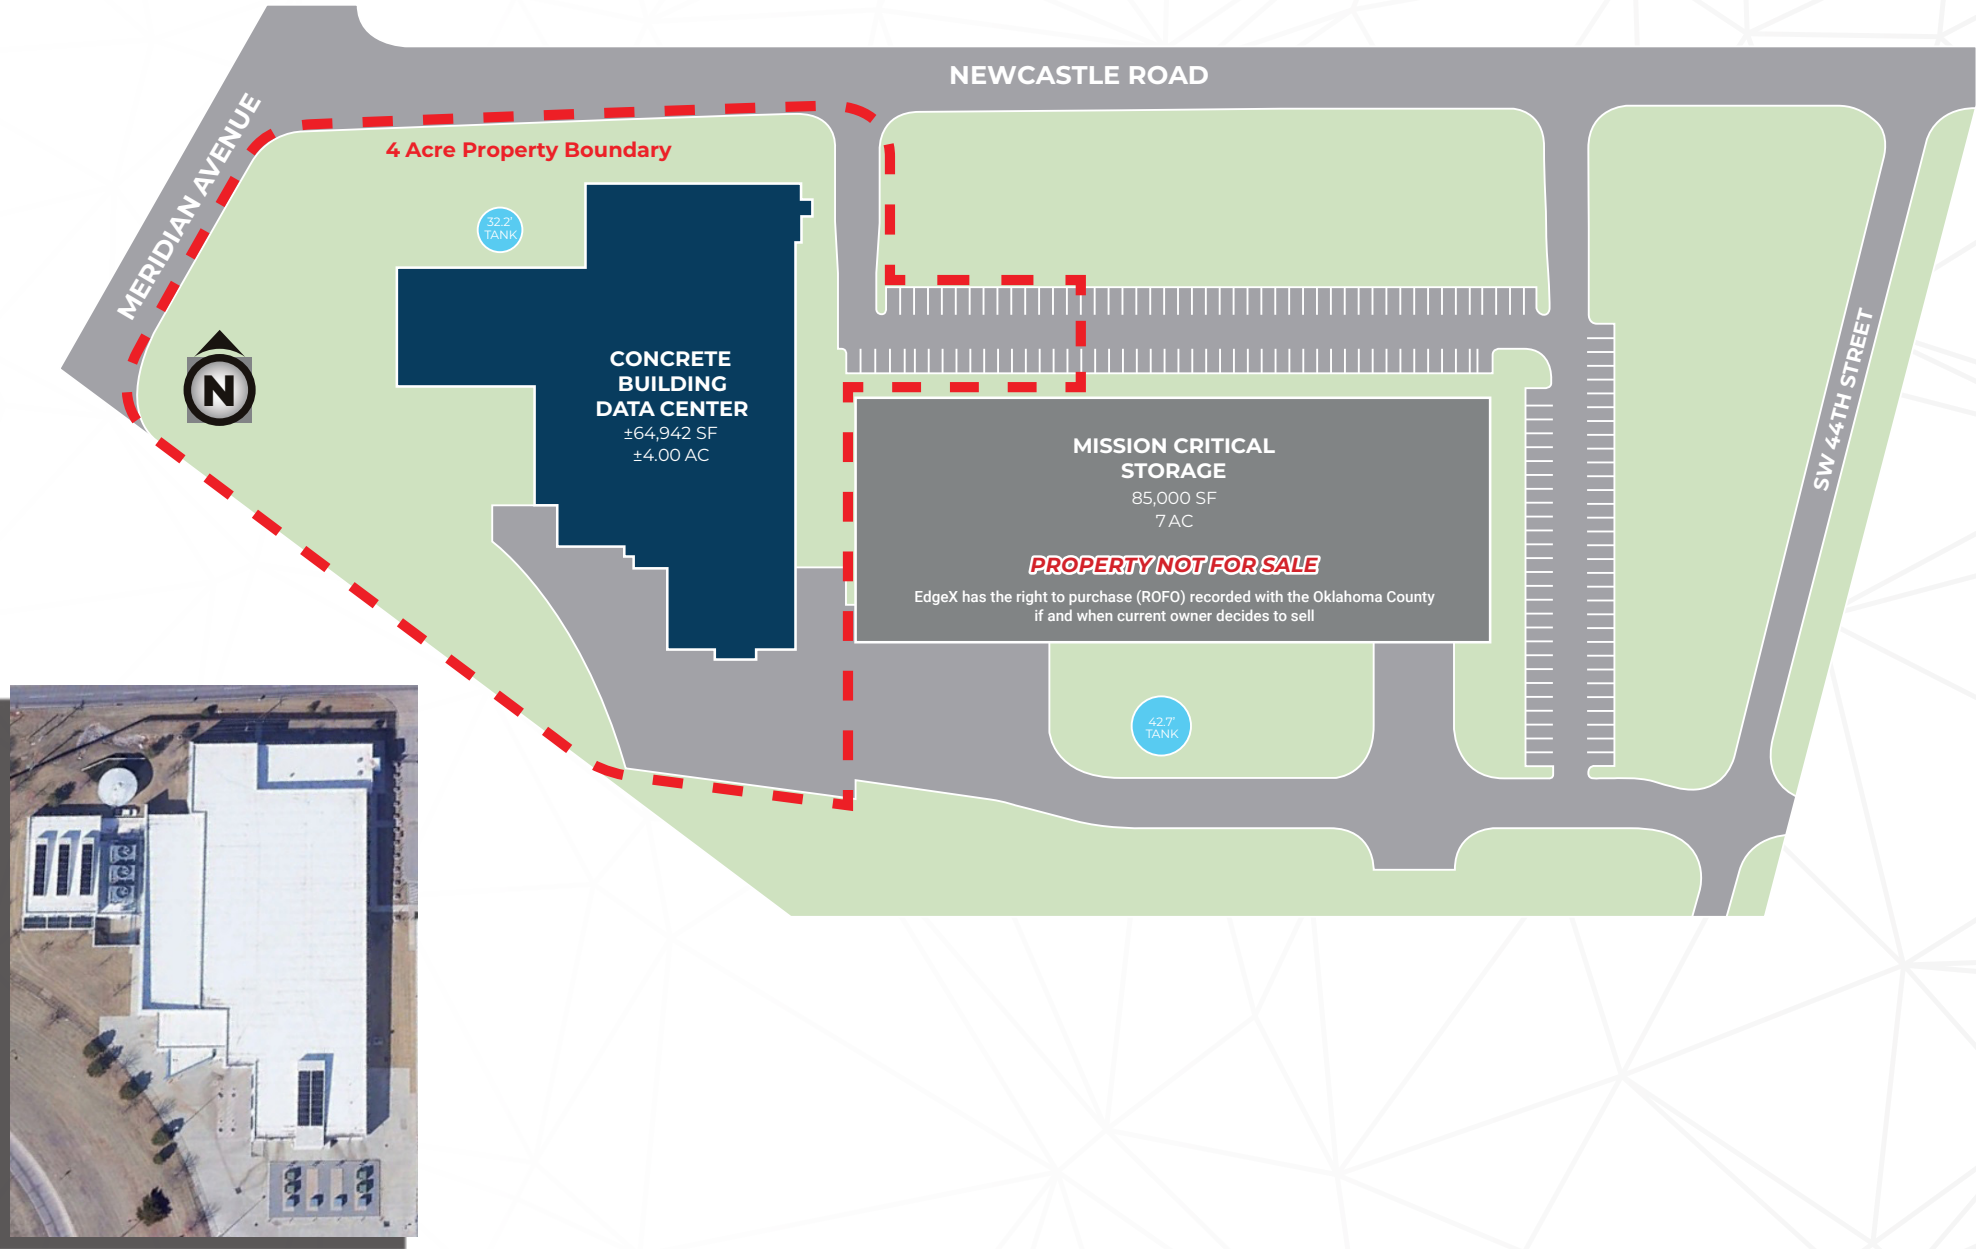 NEWCASTLE ROAD
MERIDIAN AVENUE
4 Acre Property Boundary
32.2'
TANK
N
CONCRETE
BUILDING
DATA CENTER
±64,942 SF
±4.00 AC
MISSION CRITICAL
STORAGE
85,000 SF
7 AC
PROPERTY NOT FOR SALE
EdgeX has the right to purchase (ROFO) recorded with the Oklahoma County
if and when current owner decides to sell
SW 44TH STREET
42.7'
TANK